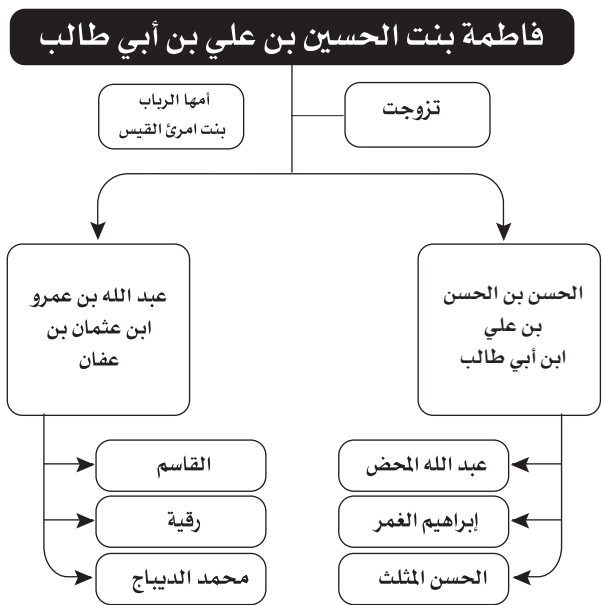 فاطمة بنت الحسين بن علي بن أبي طالب
تزوجت
أمها الرباب
بنت امرئ القيس
الحسن بن الحسن
بن علي
ابن أبي طالب
عبد الله بن عمرو
ابن عثمان بن
عفان
عبد الله المحض
إبراهيم الغمر
الحسن المثلث
القاسم
رقية
محمد الديباج